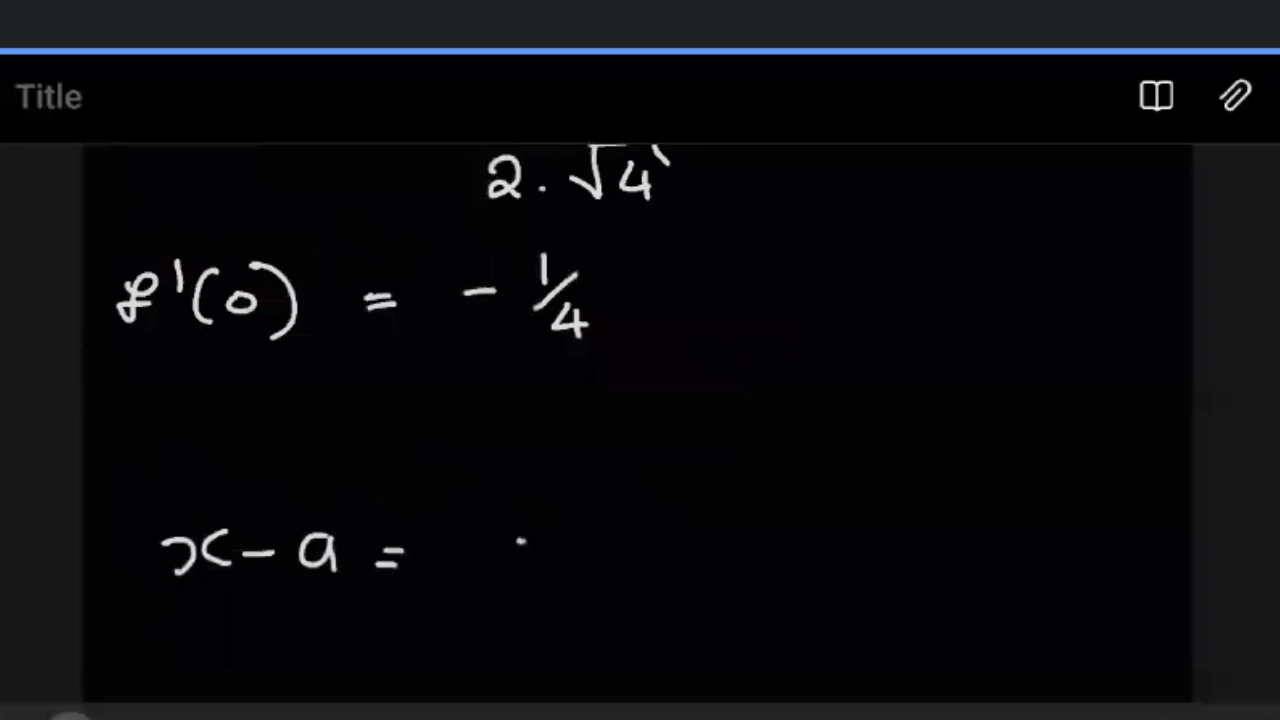 Title
2 . √4
f'(0) = - 1/4
x - a =